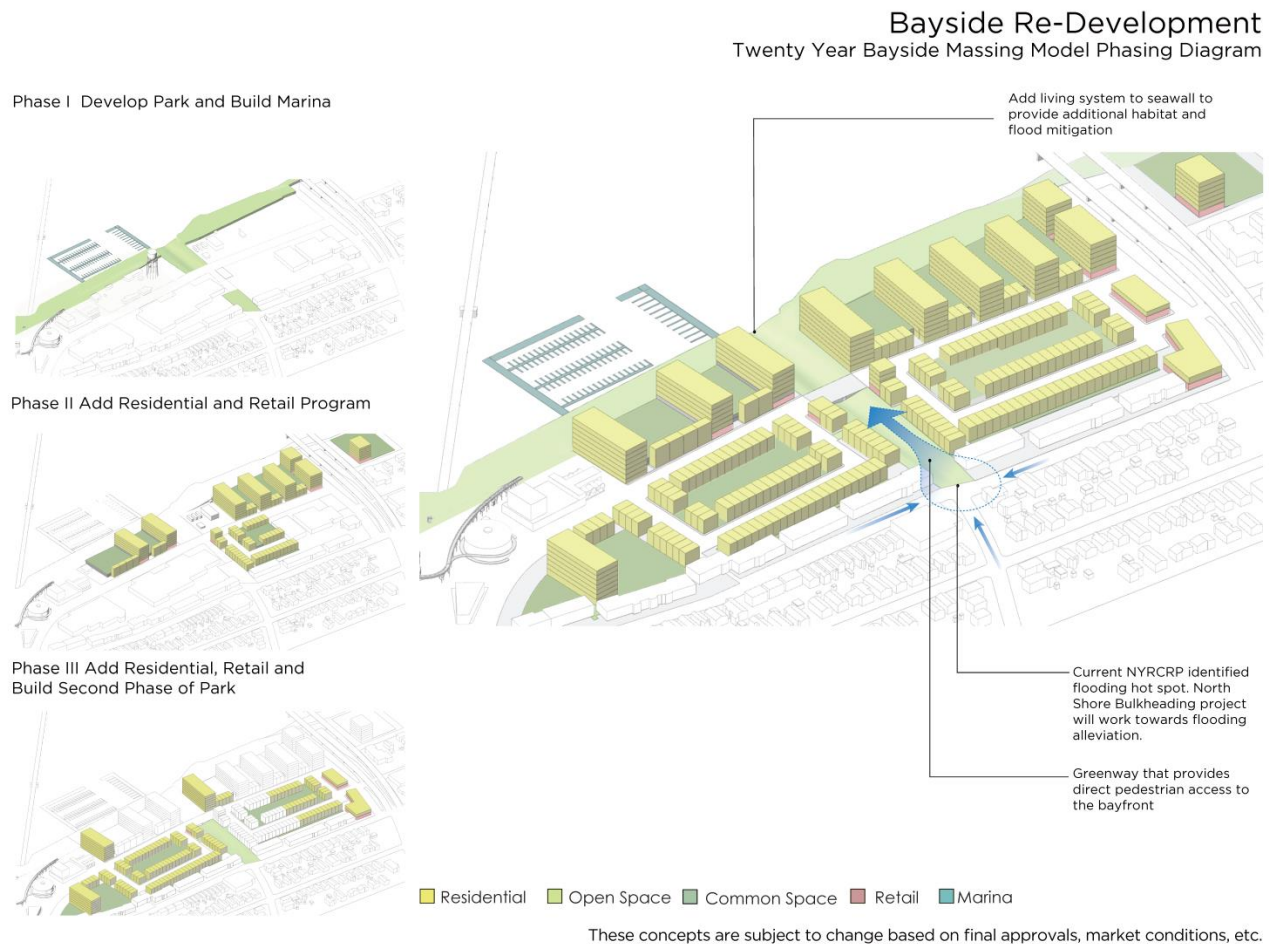 Bayside Re-Development
Twenty Year Bayside Massing Model Phasing Diagram
Phase I  Develop Park and Build Marina
Add living system to seawall to
provide additional habitat and
flood mitigation
Phase II Add Residential and Retail Program
Phase III Add Residential, Retail and
Build Second Phase of Park
Current NYRCRP identified
flooding hot spot. North
Shore Bulkheading project
will work towards flooding
alleviation.
Greenway that provides
direct pedestrian access to
the bayfront
Residential
Open Space
Common Space
Retail
Marina
These concepts are subject to change based on final approvals, market conditions, etc.